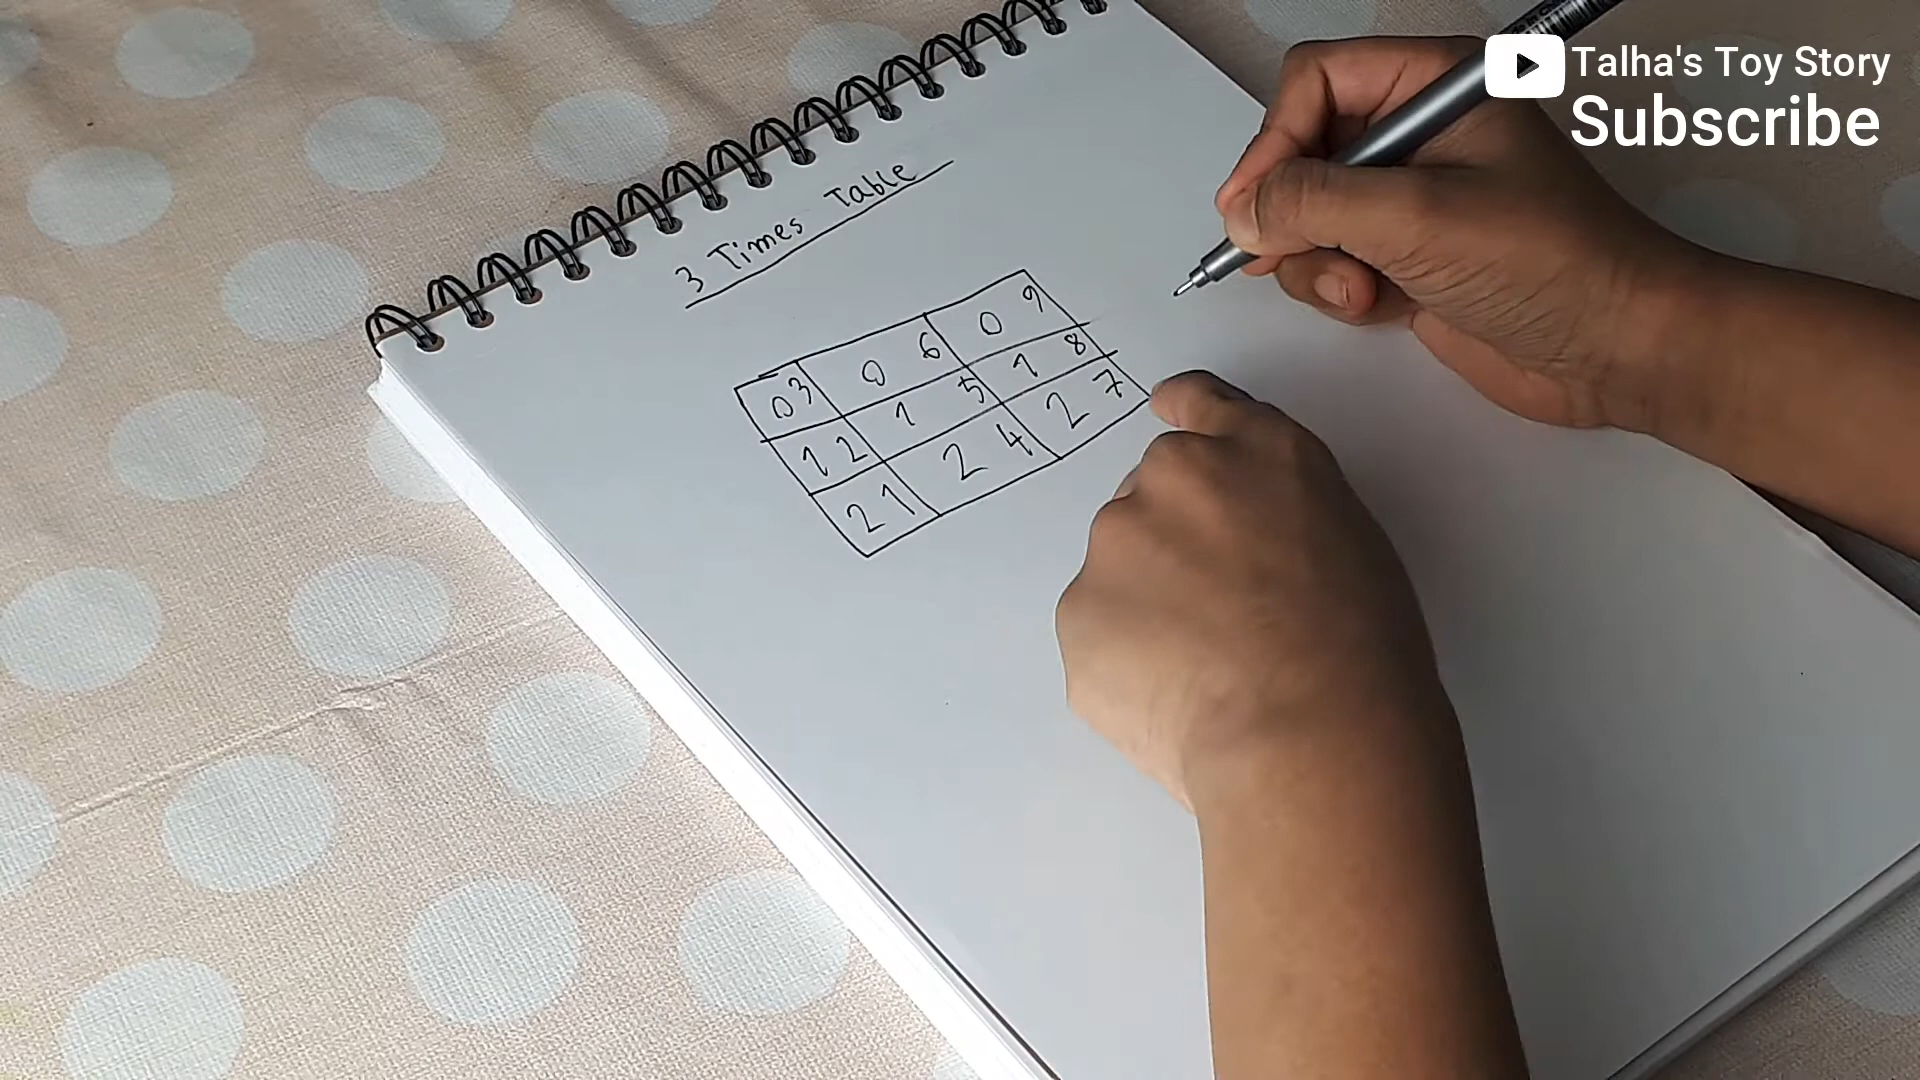 Talha's Toy Story
Subscribe
3 Times Table
03 06 09
12 15 18
21 24 27